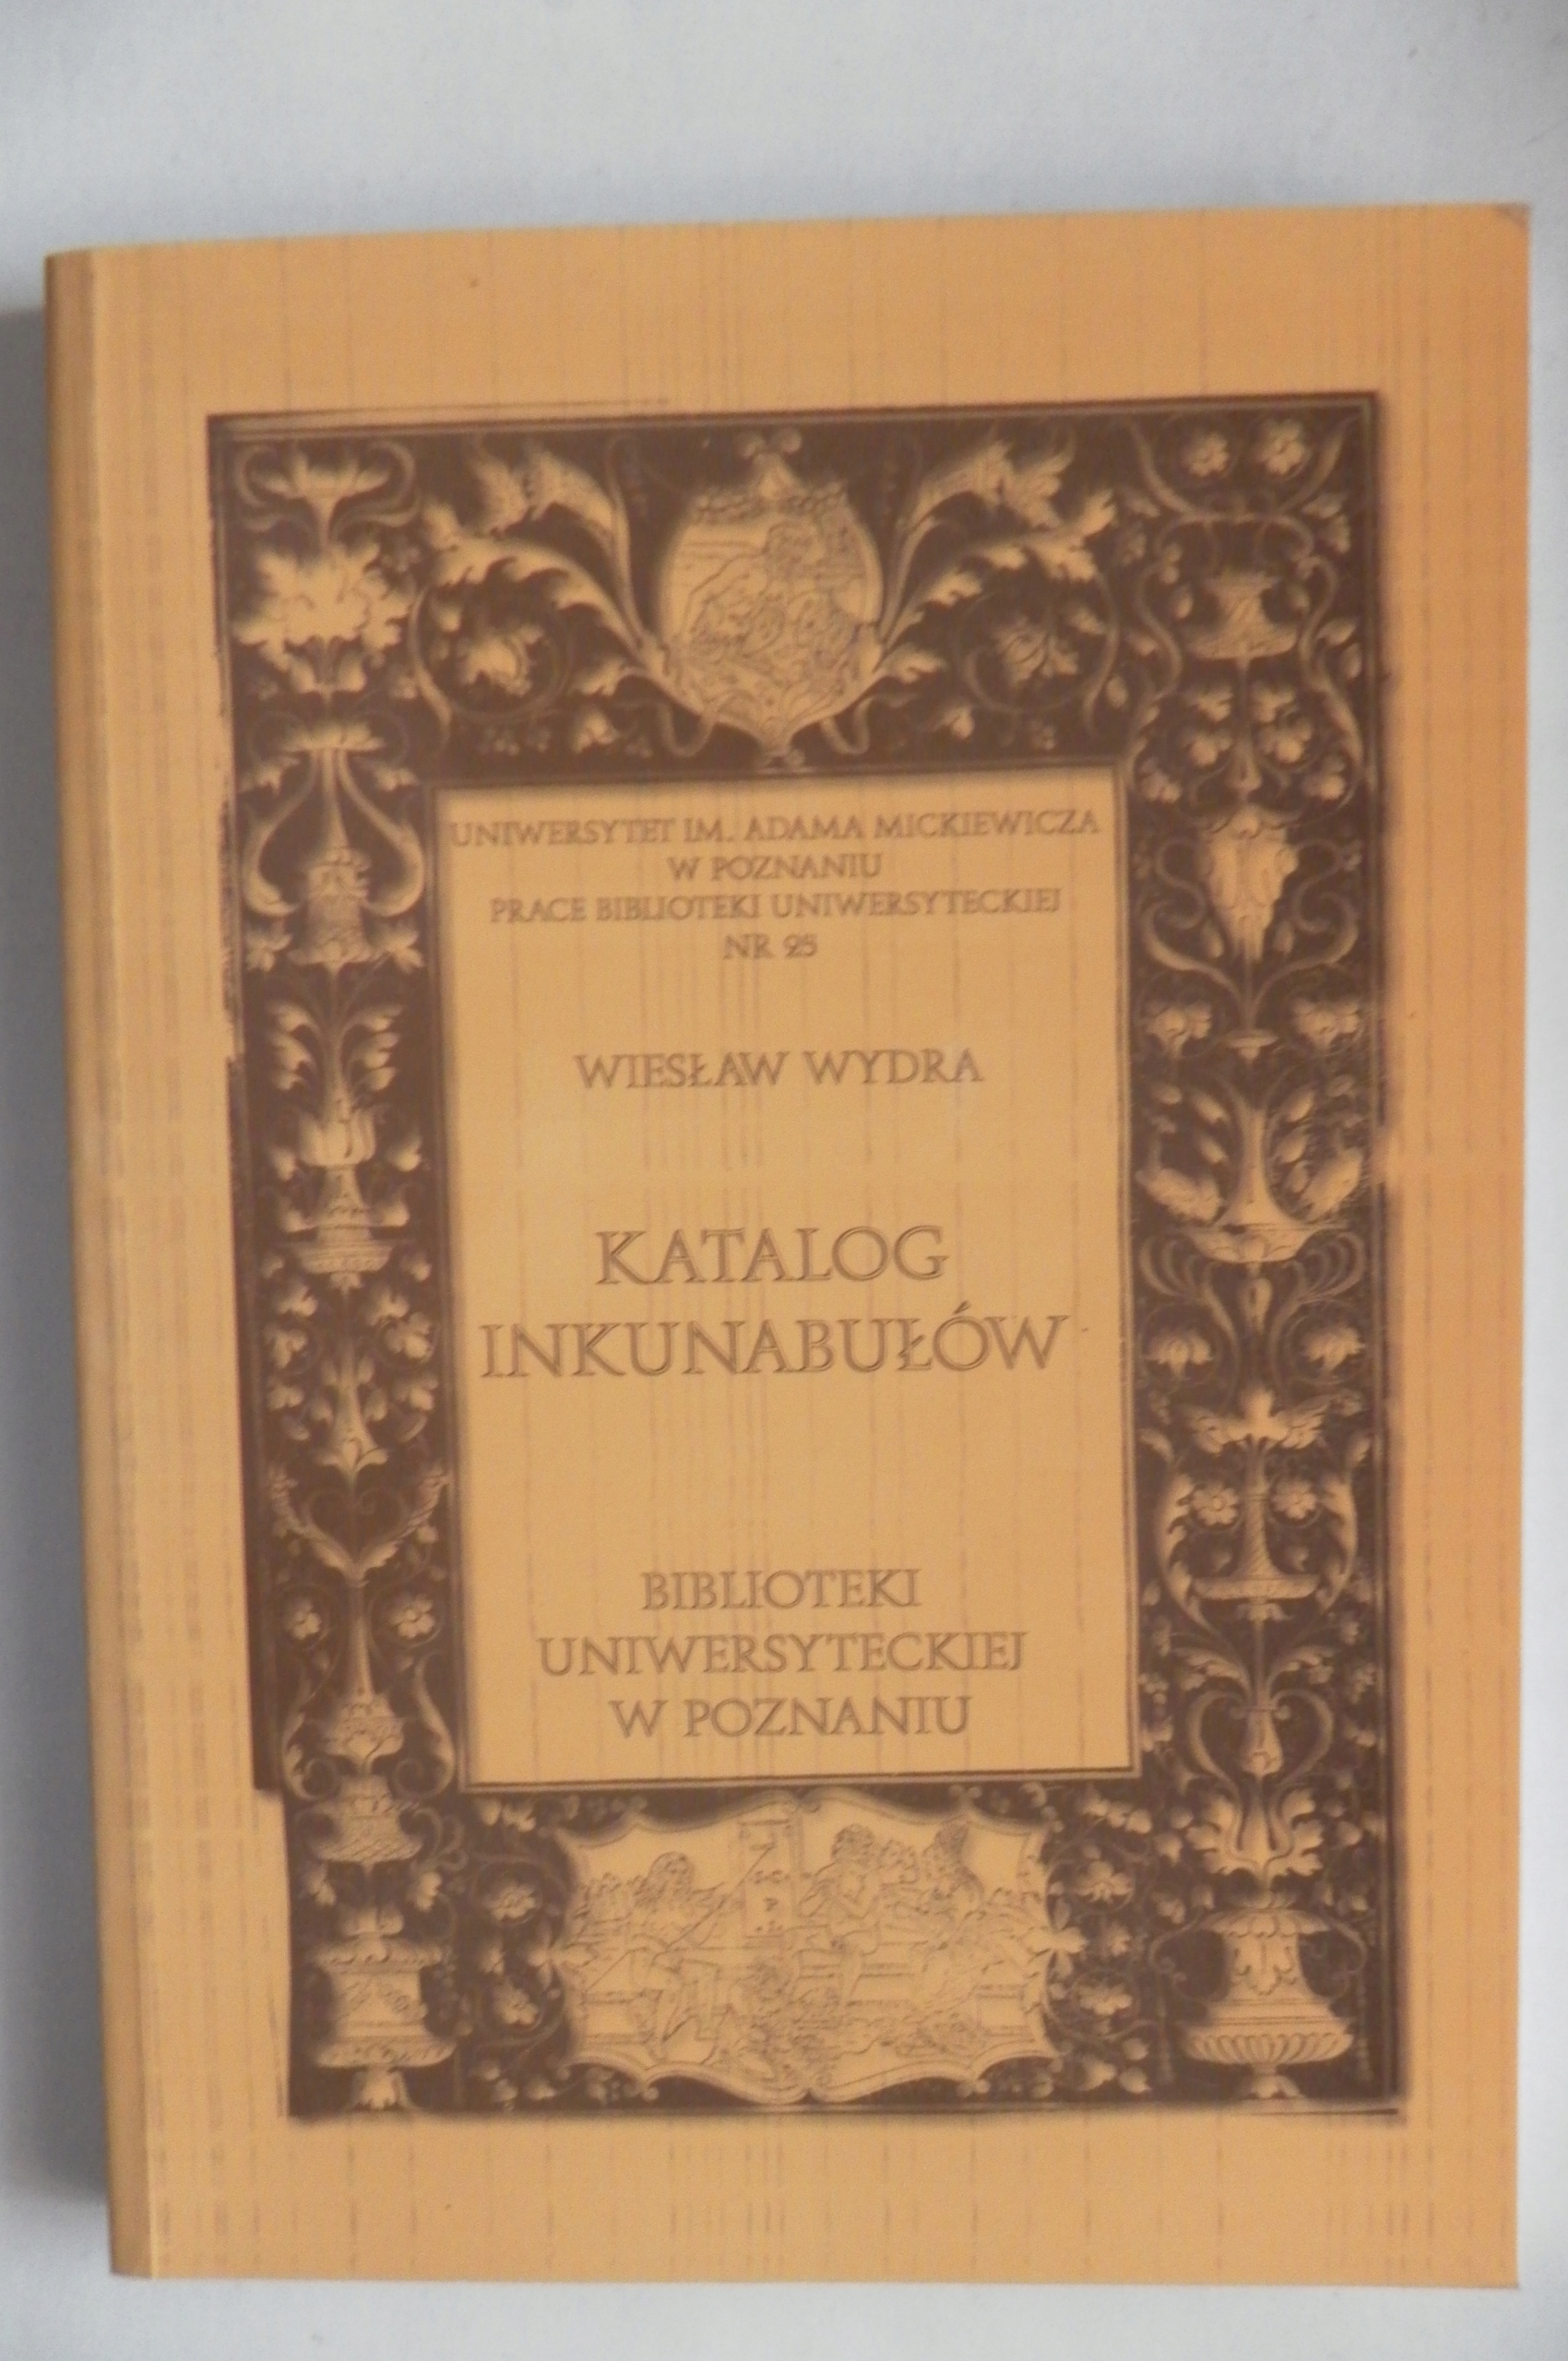 UNIWERSYTET IM. ADAMA MICKIEWICZA
W POZNANIU
PRACE BIBLIOTEKI UNIWERSYTECKIEJ
NR 25
WIESŁAW WYDRA
KATALOG
INKUNABUŁÓW
BIBLIOTEKI
UNIWERSYTECKIEJ
W POZNANIU